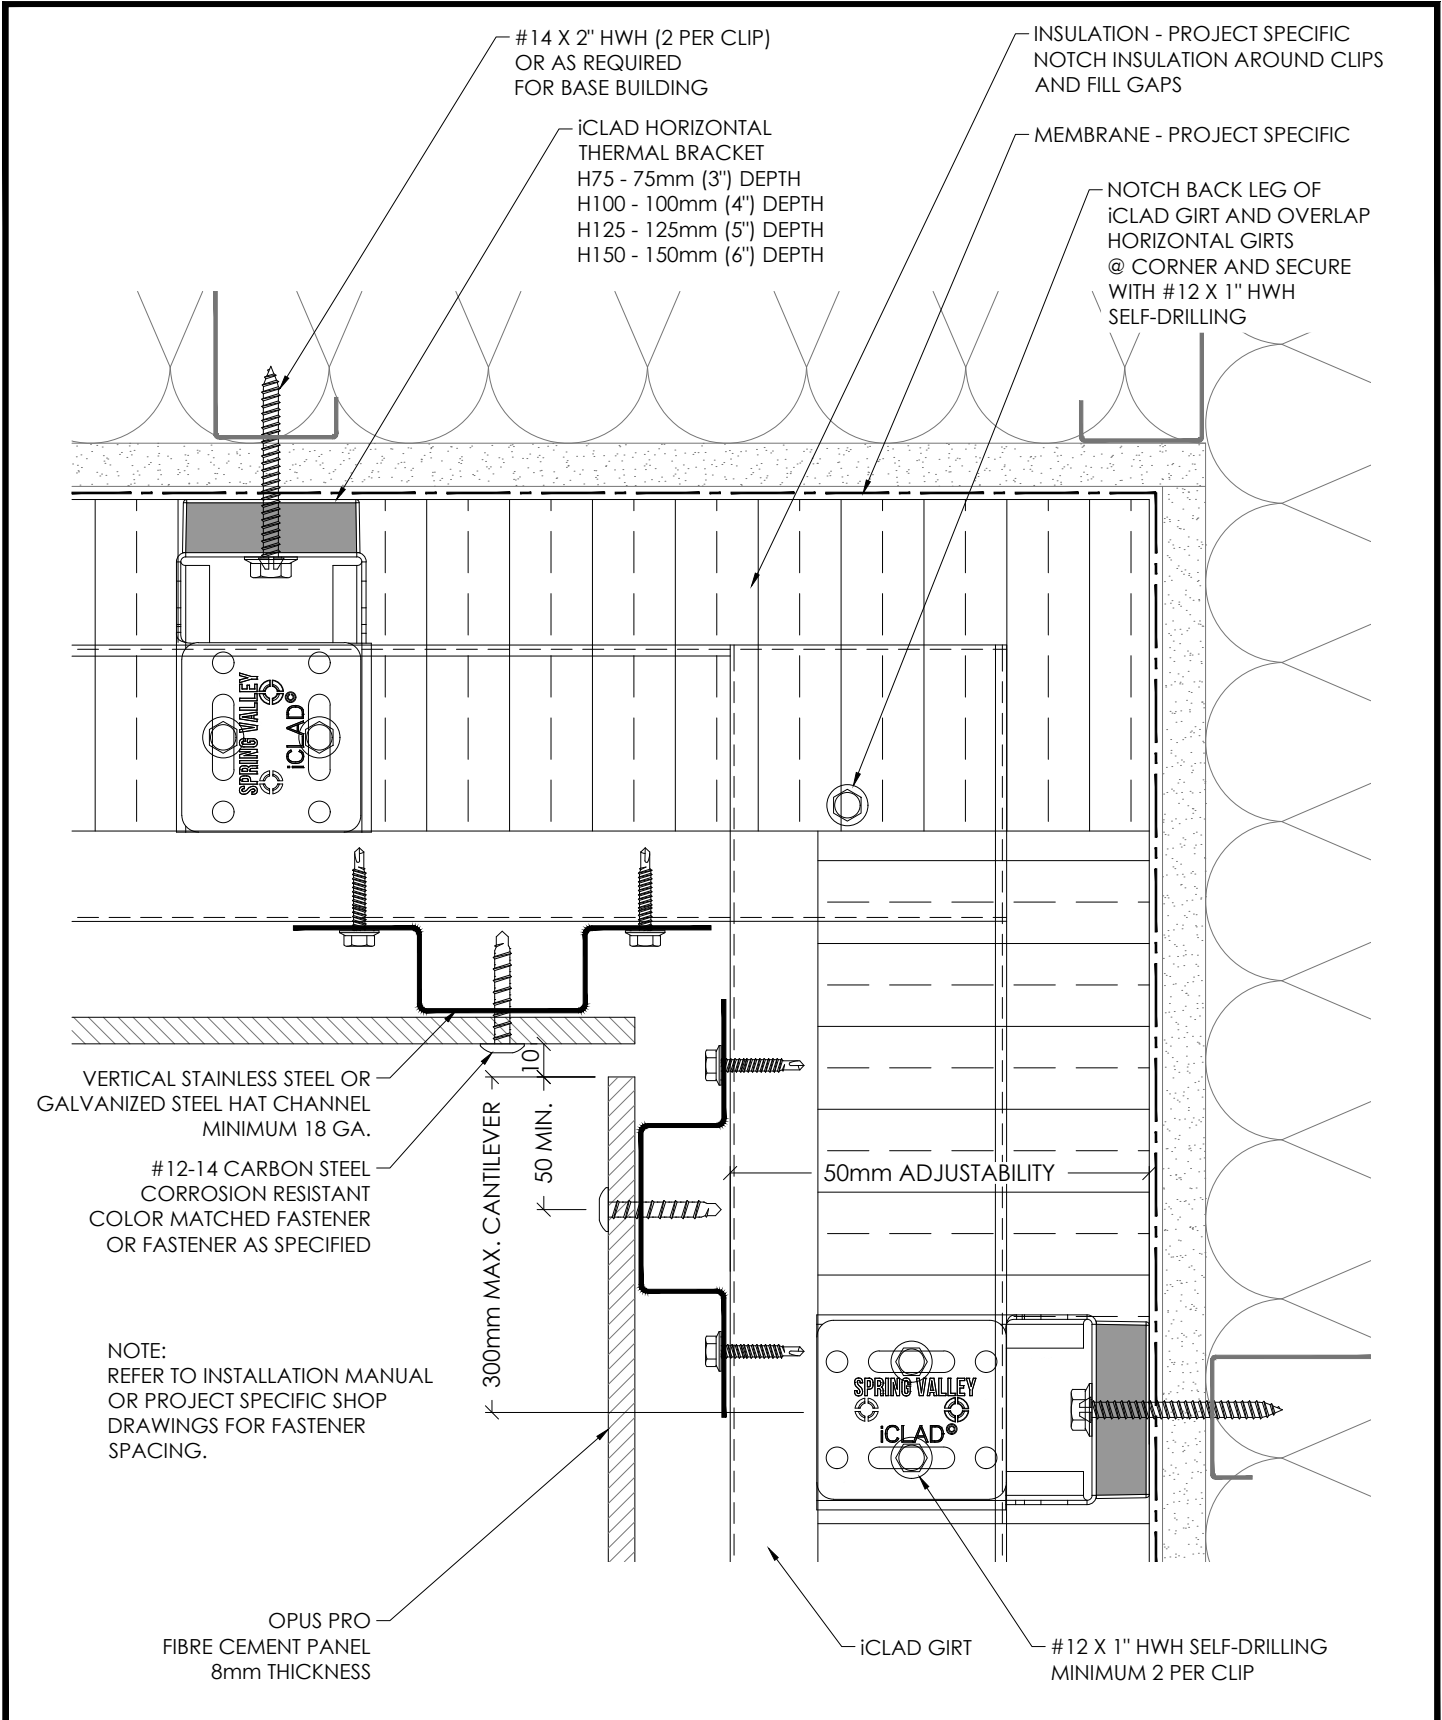 #14 X 2" HWH (2 PER CLIP)
OR AS REQUIRED
FOR BASE BUILDING
iCLAD HORIZONTAL
THERMAL BRACKET
H75 - 75mm (3") DEPTH
H100 - 100mm (4") DEPTH
H125 - 125mm (5") DEPTH
H150 - 150mm (6") DEPTH
INSULATION - PROJECT SPECIFIC
NOTCH INSULATION AROUND CLIPS
AND FILL GAPS
MEMBRANE - PROJECT SPECIFIC
NOTCH BACK LEG OF
iCLAD GIRT AND OVERLAP
HORIZONTAL GIRTS
@ CORNER AND SECURE
WITH #12 X 1" HWH
SELF-DRILLING
SPRING VALLEY
iCLAD©
VERTICAL STAINLESS STEEL OR
GALVANIZED STEEL HAT CHANNEL
MINIMUM 18 GA.
#12-14 CARBON STEEL
CORROSION RESISTANT
COLOR MATCHED FASTENER
OR FASTENER AS SPECIFIED
10
50 MIN.
300mm MAX. CANTILEVER
50mm ADJUSTABILITY
NOTE:
REFER TO INSTALLATION MANUAL
OR PROJECT SPECIFIC SHOP
DRAWINGS FOR FASTENER
SPACING.
SPRING VALLEY
iCLAD©
OPUS PRO
FIBRE CEMENT PANEL
8mm THICKNESS
iCLAD GIRT
#12 X 1" HWH SELF-DRILLING
MINIMUM 2 PER CLIP